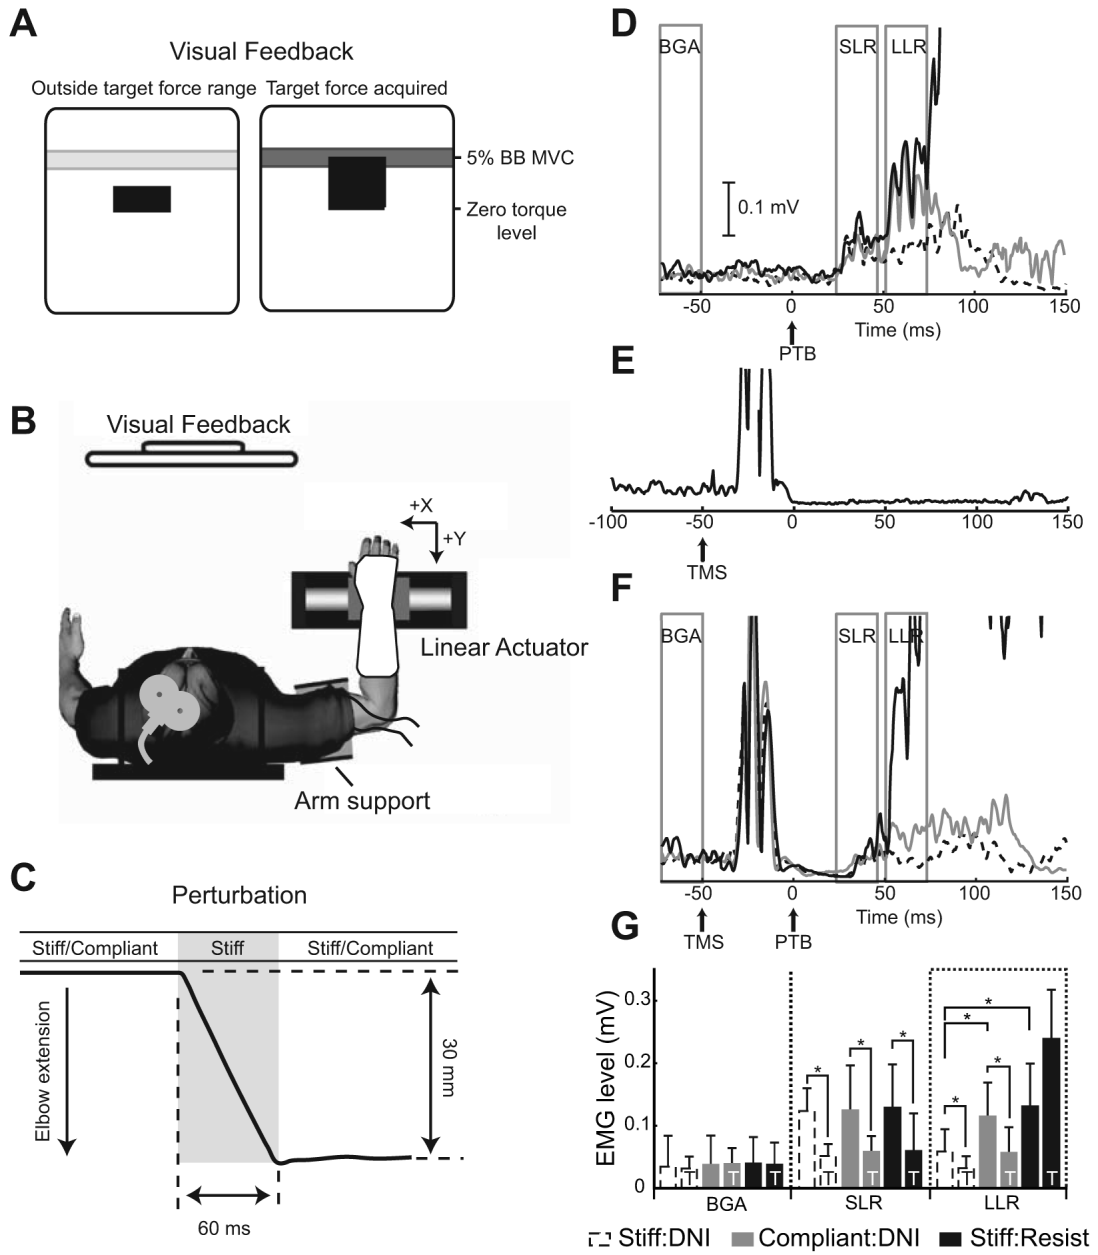 A
Visual Feedback
Outside target force range
Target force acquired
5% BB MVC
Zero torque
level
B
Visual Feedback
+X
+Y
Linear Actuator
Arm support
C
Perturbation
Stiff/Compliant
Stiff
Stiff/Compliant
Elbow extension
30 mm
60 ms
D
BGA
SLR
LLR
0.1 mV
-50
0
50
100
150
Time (ms)
PTB
E
-100
-50
0
50
100
150
TMS
F
BGA
SLR
LLR
-50
0
50
100
150
Time (ms)
TMS
PTB
G
EMG level (mV)
0.3
0.2
0.1
0
* * * * * * *
T T T T T T T T T
BGA
SLR
LLR
Stiff:DNI
Compliant:DNI
Stiff:Resist